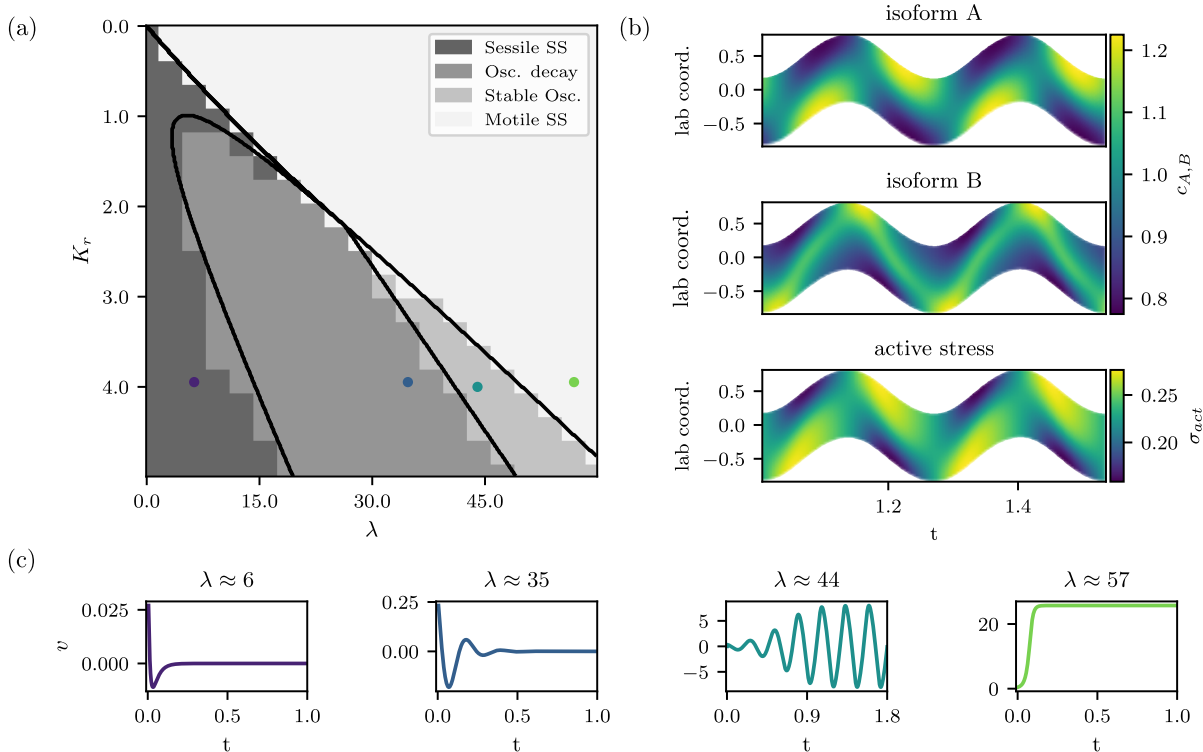 (a)
0.0
1.0
2.0
3.0
4.0
K_r
0.0
15.0
30.0
45.0
λ
Sessile SS
Osc. decay
Stable Osc.
Motile SS
(b)
isoform A
0.5
0.0
−0.5
lab coord.
isoform B
0.5
0.0
−0.5
lab coord.
1.2
1.1
1.0
0.9
0.8
c_{A,B}
active stress
0.5
0.0
−0.5
lab coord.
1.2
1.4
t
0.25
0.20
σ_{act}
(c)
λ ≈ 6
0.025
0.000
v
0.0
0.5
1.0
t
λ ≈ 35
0.25
0.00
0.0
0.5
1.0
t
λ ≈ 44
5
0
−5
0.0
0.9
1.8
t
λ ≈ 57
20
0
0.0
0.5
1.0
t